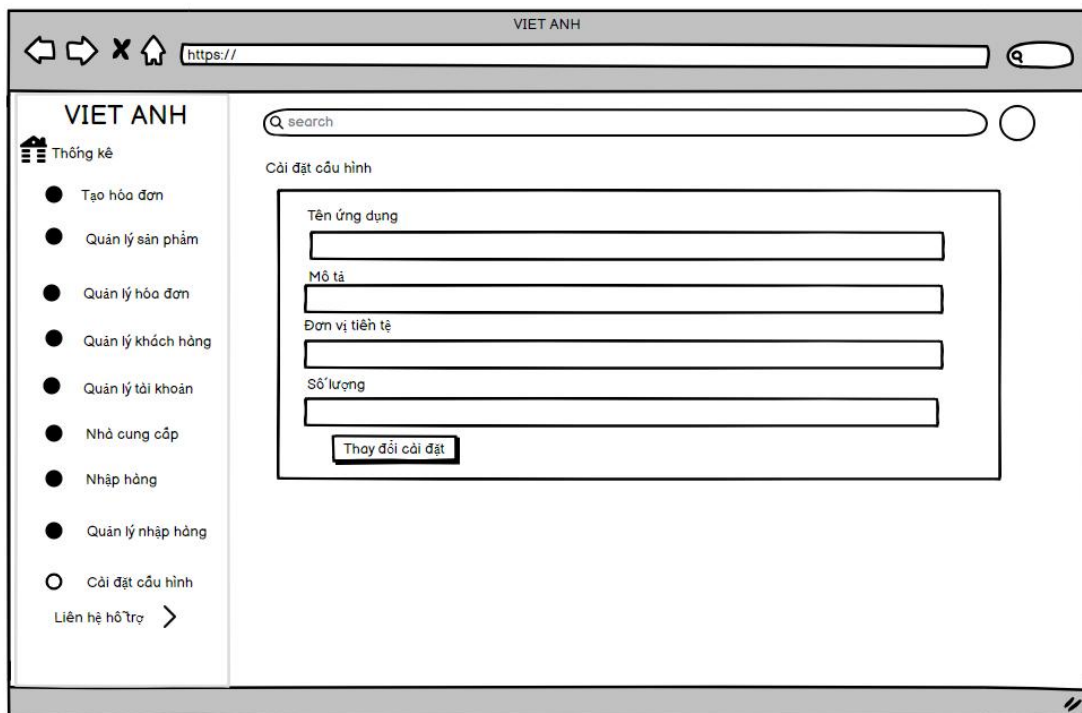 VIET ANH
https://
VIET ANH
search
Thống kê
Cài đặt cấu hình
Tạo hóa đơn
Tên ứng dụng
Quản lý sản phẩm
Mô tả
Quản lý hóa đơn
Đơn vị tiền tệ
Quản lý khách hàng
Quản lý tài khoản
Số lượng
Nhà cung cấp
Thay đổi cài đặt
Nhập hàng
Quản lý nhập hàng
Cài đặt cấu hình
Liên hệ hỗ trợ